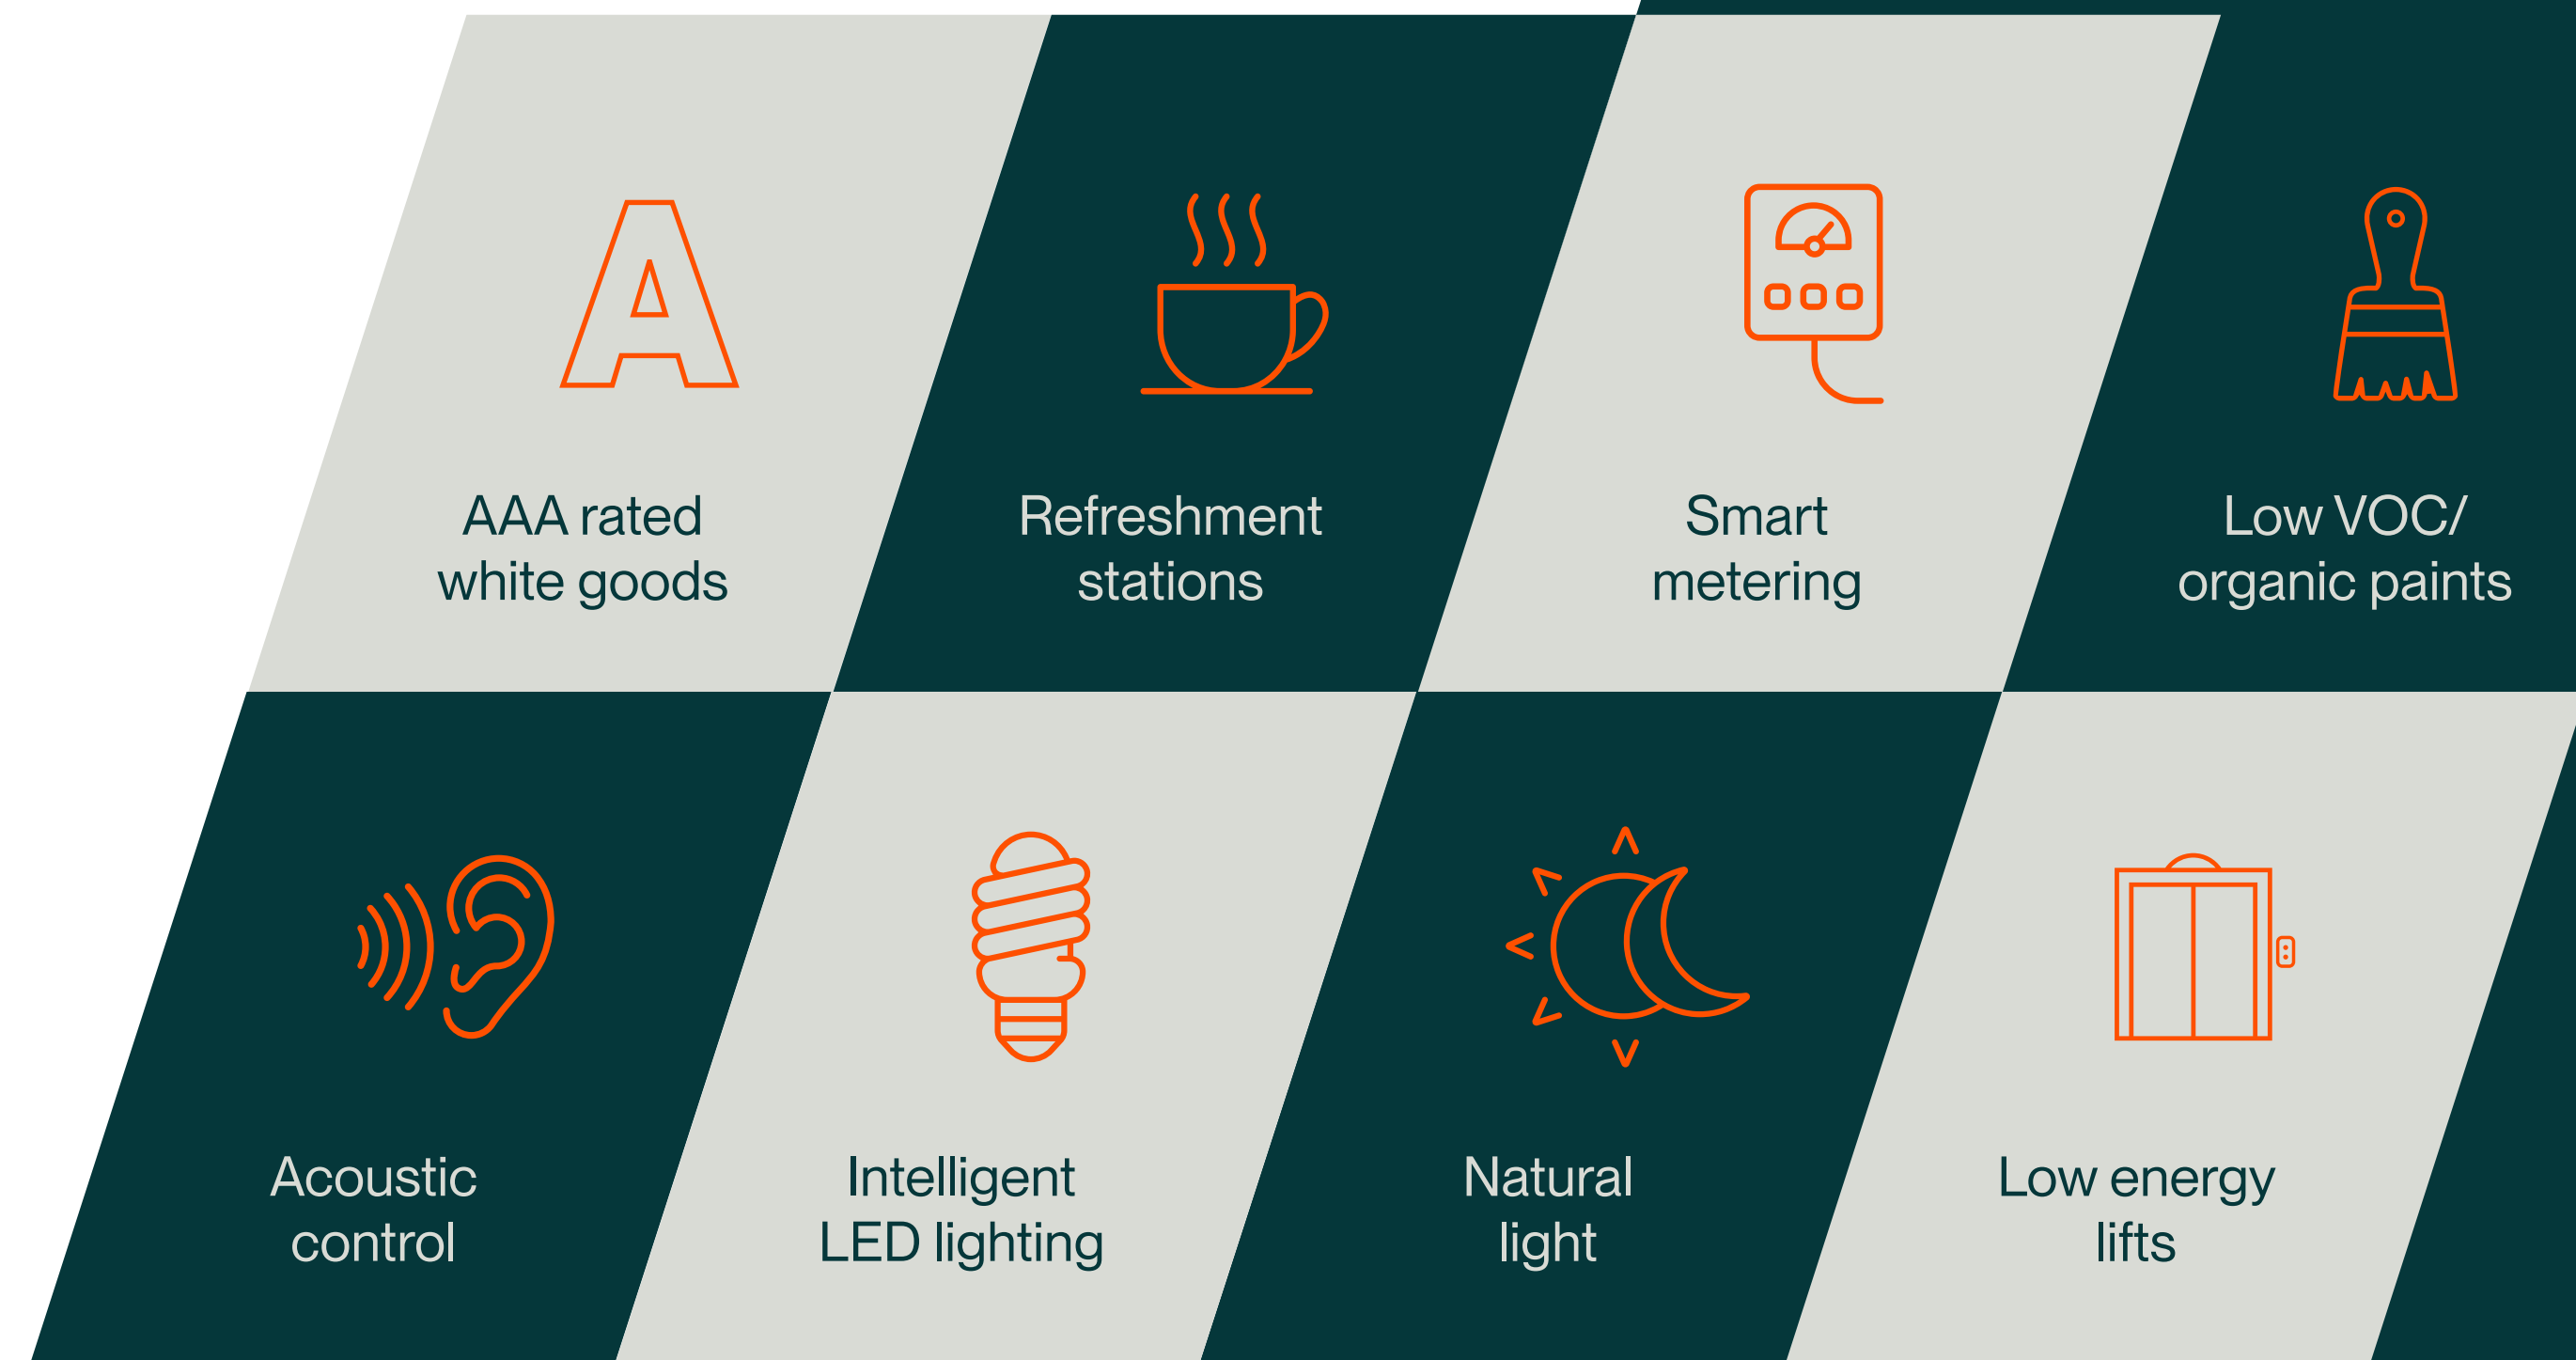 AAA rated
white goods
Refreshment
stations
Smart
metering
Low VOC/
organic paints
Acoustic
control
Intelligent
LED lighting
Natural
light
Low energy
lifts